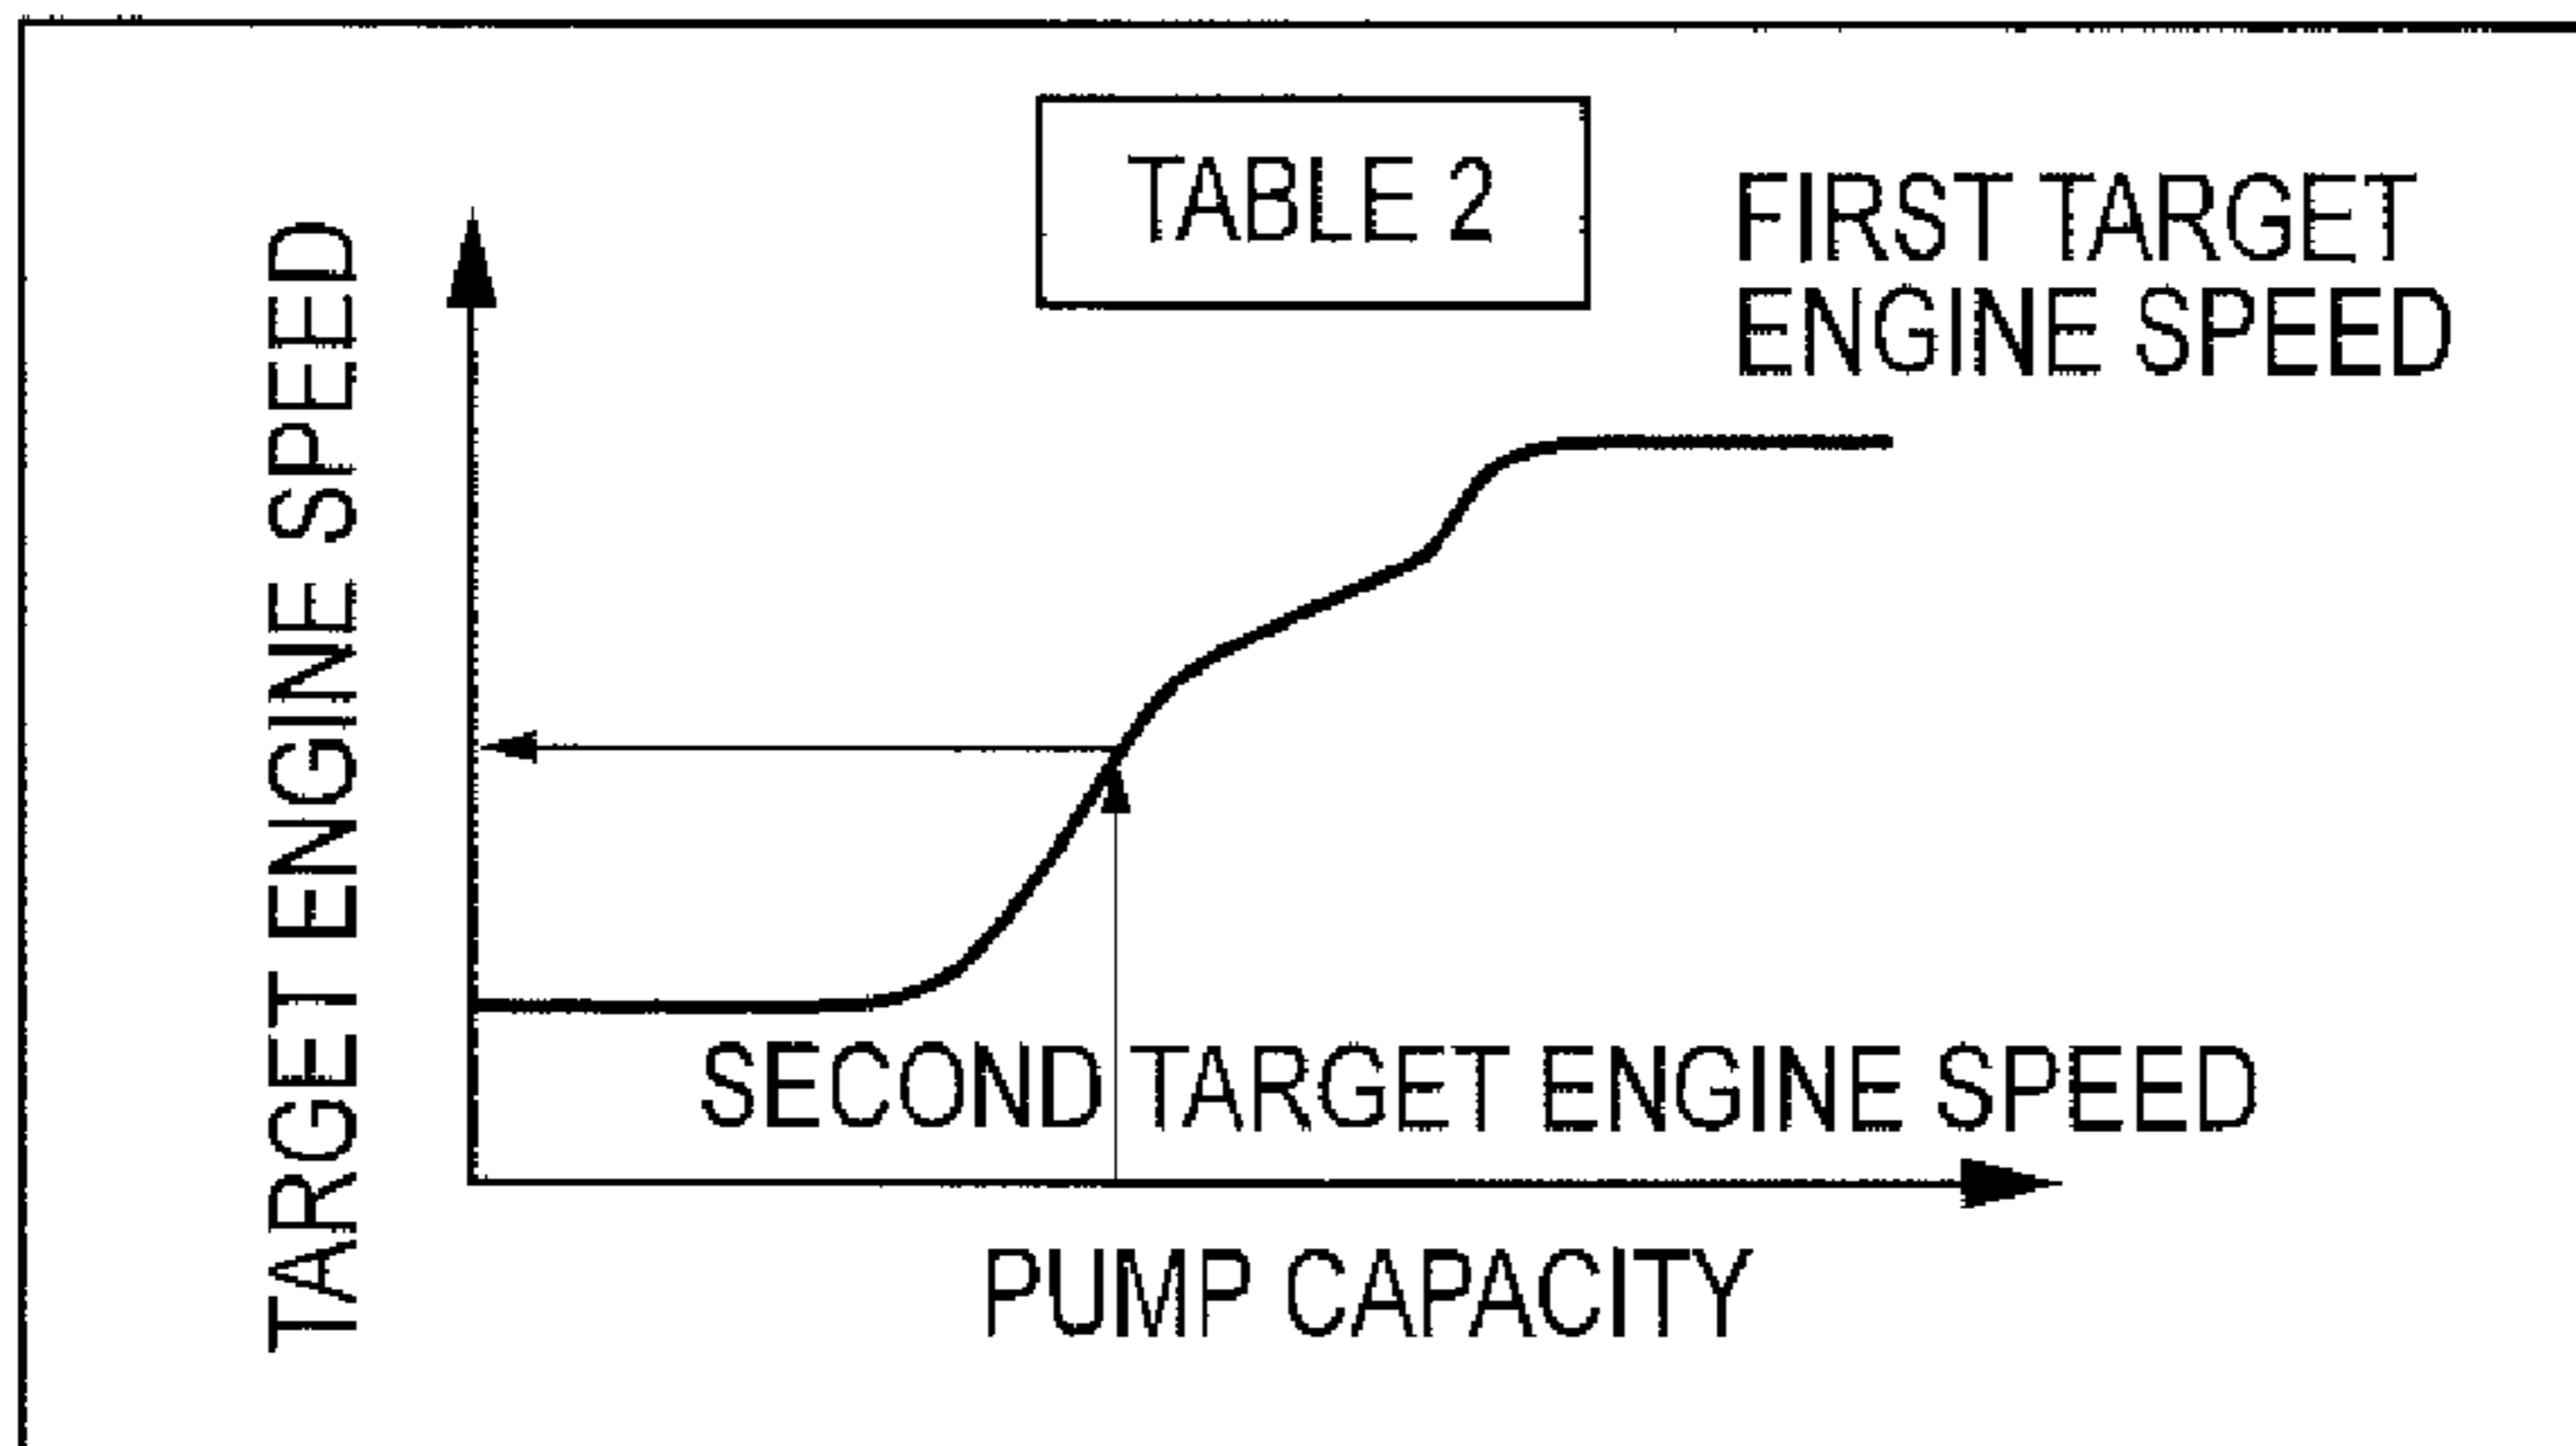 TABLE 2
FIRST TARGET
ENGINE SPEED
TARGET ENGINE SPEED
SECOND TARGET ENGINE SPEED
PUMP CAPACITY